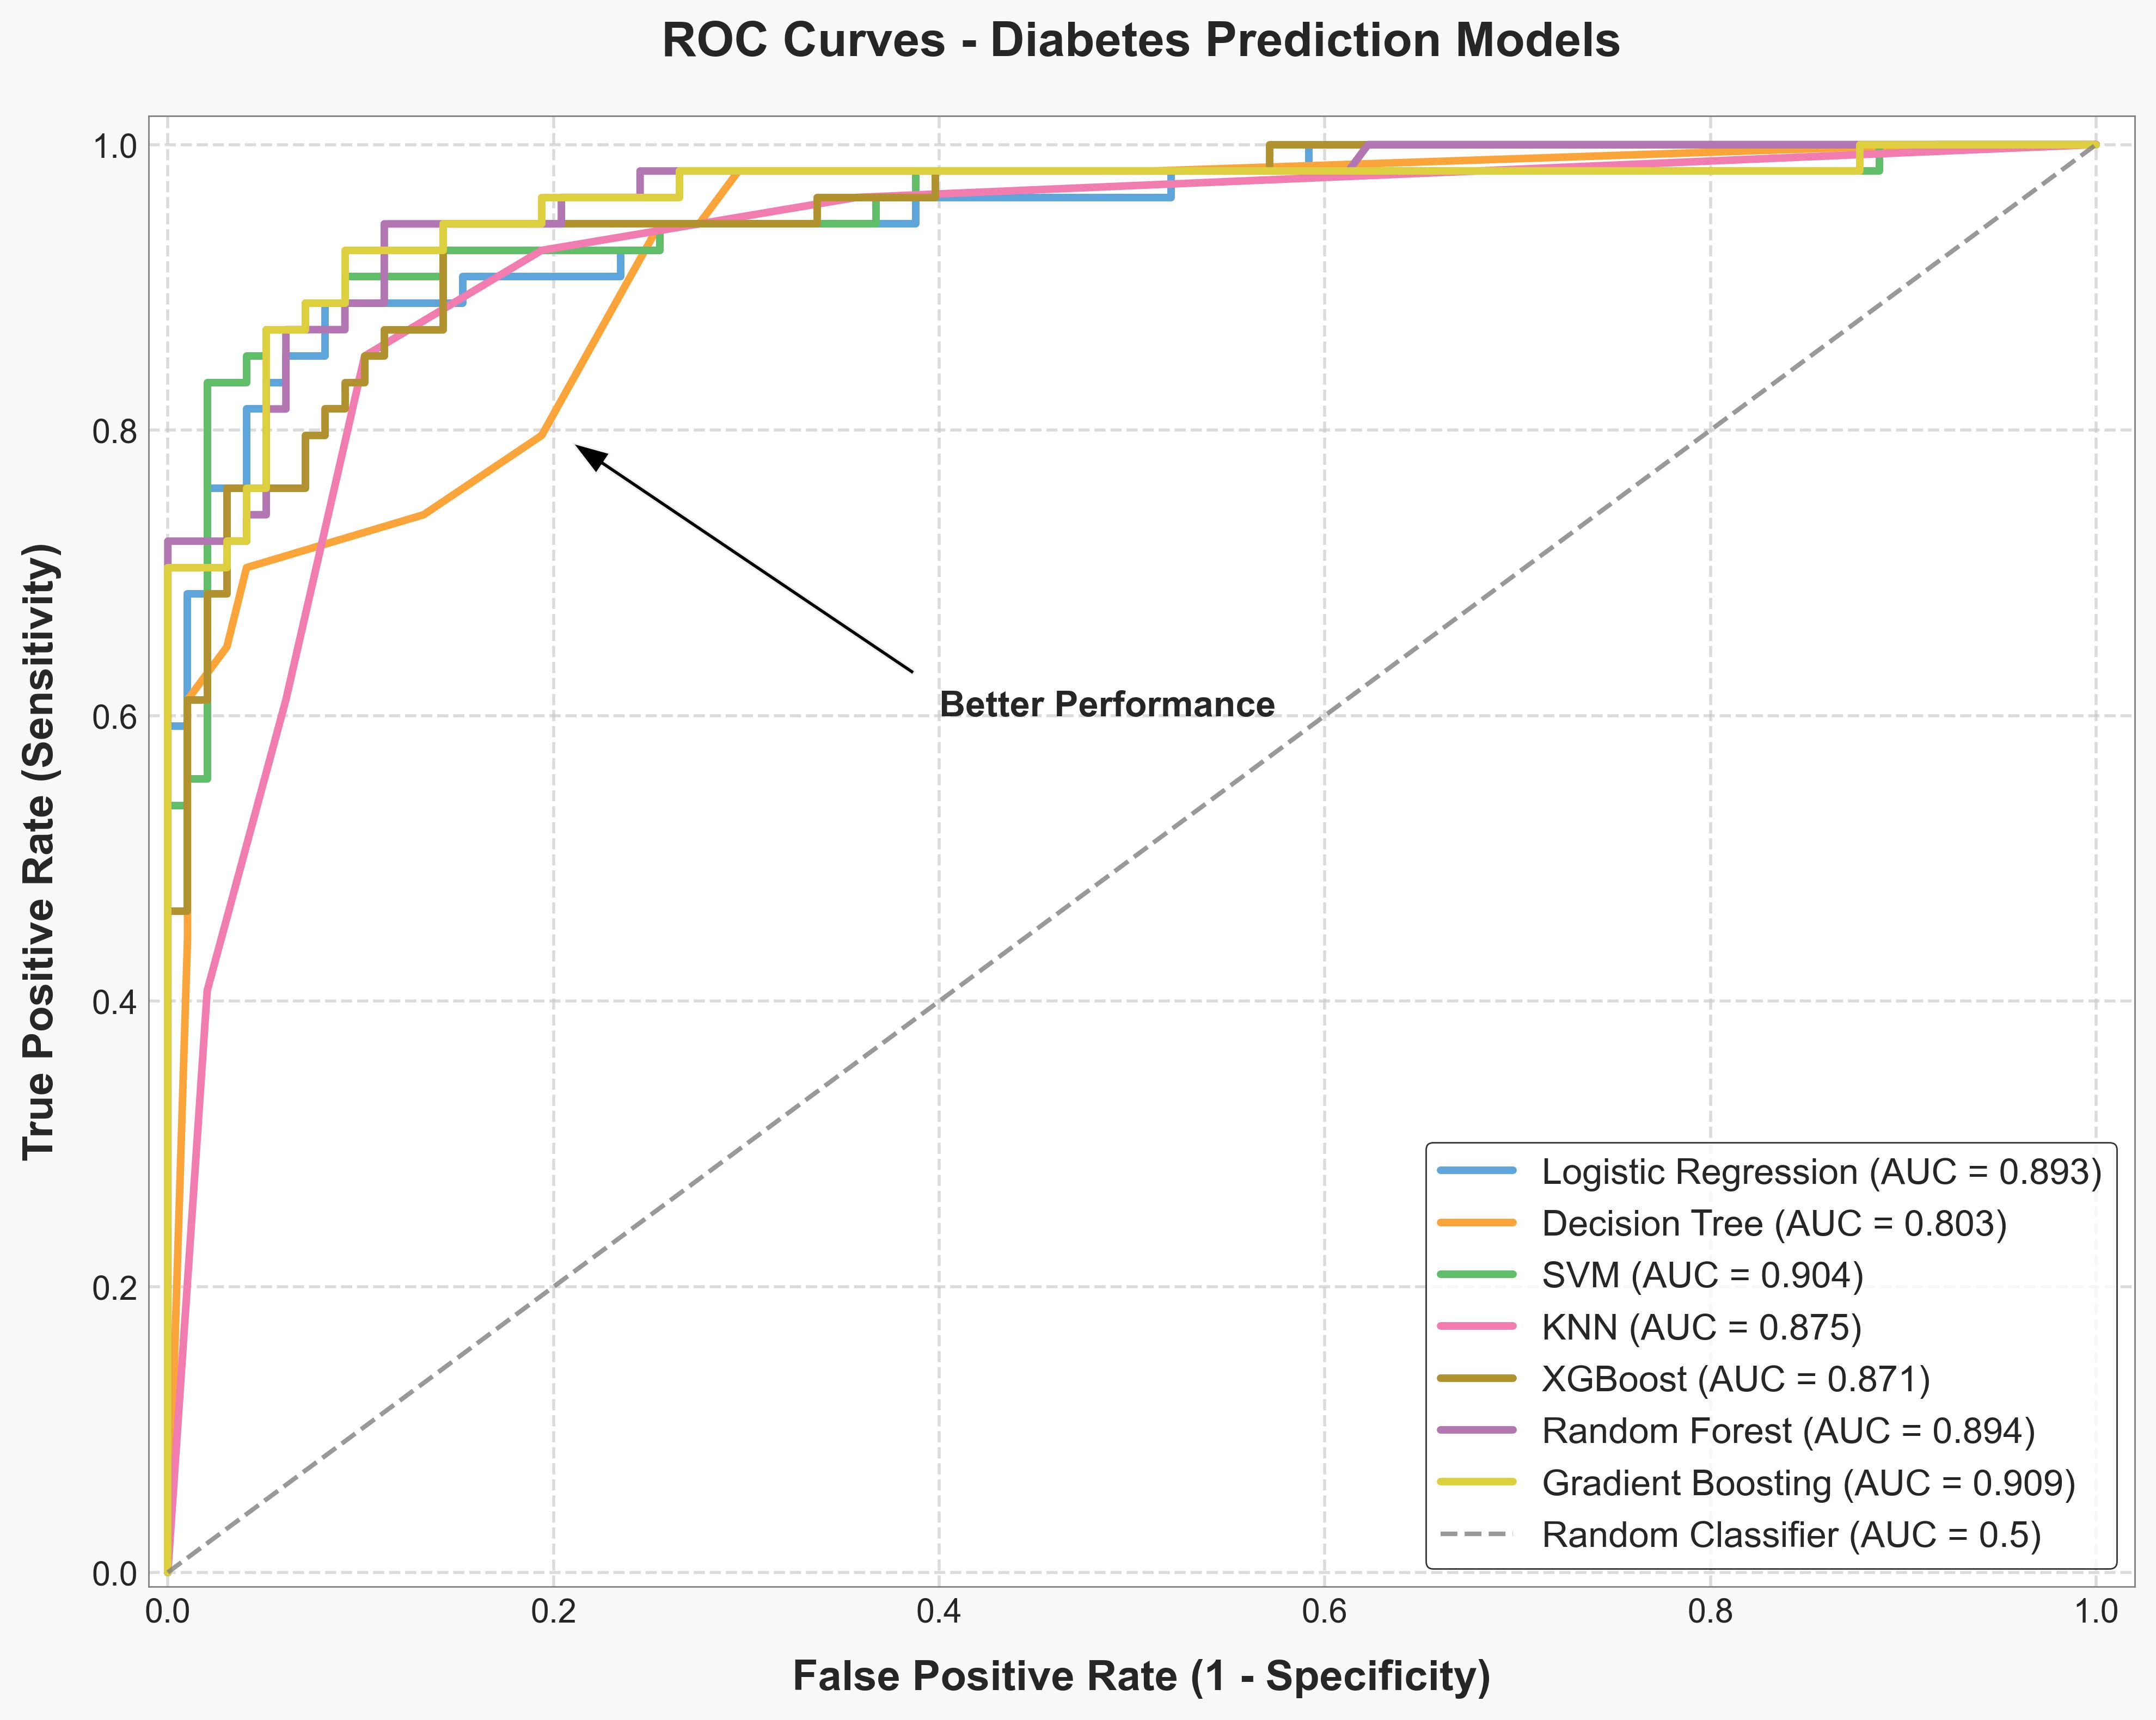 ROC Curves - Diabetes Prediction Models
True Positive Rate (Sensitivity)
1.0
0.8
0.6
0.4
0.2
0.0
Better Performance
Logistic Regression (AUC = 0.893)
Decision Tree (AUC = 0.803)
SVM (AUC = 0.904)
KNN (AUC = 0.875)
XGBoost (AUC = 0.871)
Random Forest (AUC = 0.894)
Gradient Boosting (AUC = 0.909)
Random Classifier (AUC = 0.5)
0.0 0.2 0.4 0.6 0.8 1.0
False Positive Rate (1 - Specificity)